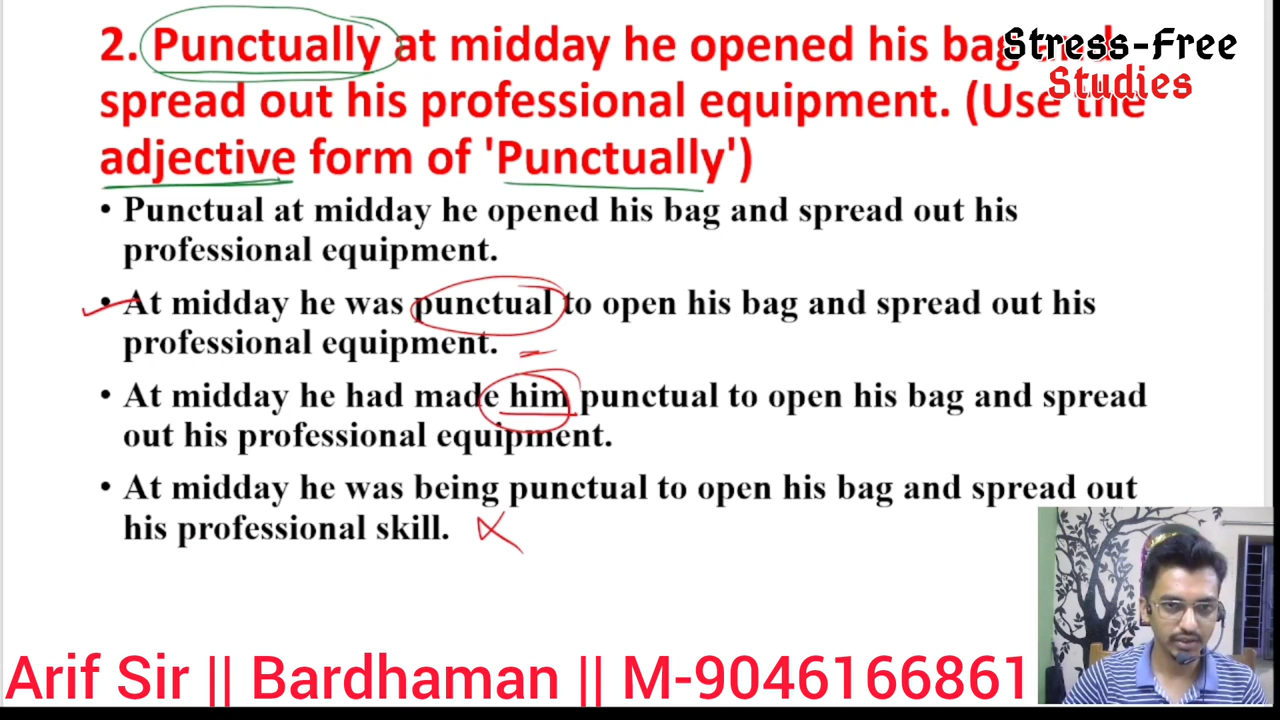 2. Punctually at midday he opened his bag and
Stress-Free
Studies
spread out his professional equipment. (Use the
adjective form of 'Punctually')
• Punctual at midday he opened his bag and spread out his
professional equipment.
• At midday he was punctual to open his bag and spread out his
professional equipment.
• At midday he had made him punctual to open his bag and spread
out his professional equipment.
• At midday he was being punctual to open his bag and spread out
his professional skill.
Arif Sir || Bardhaman || M-9046166861